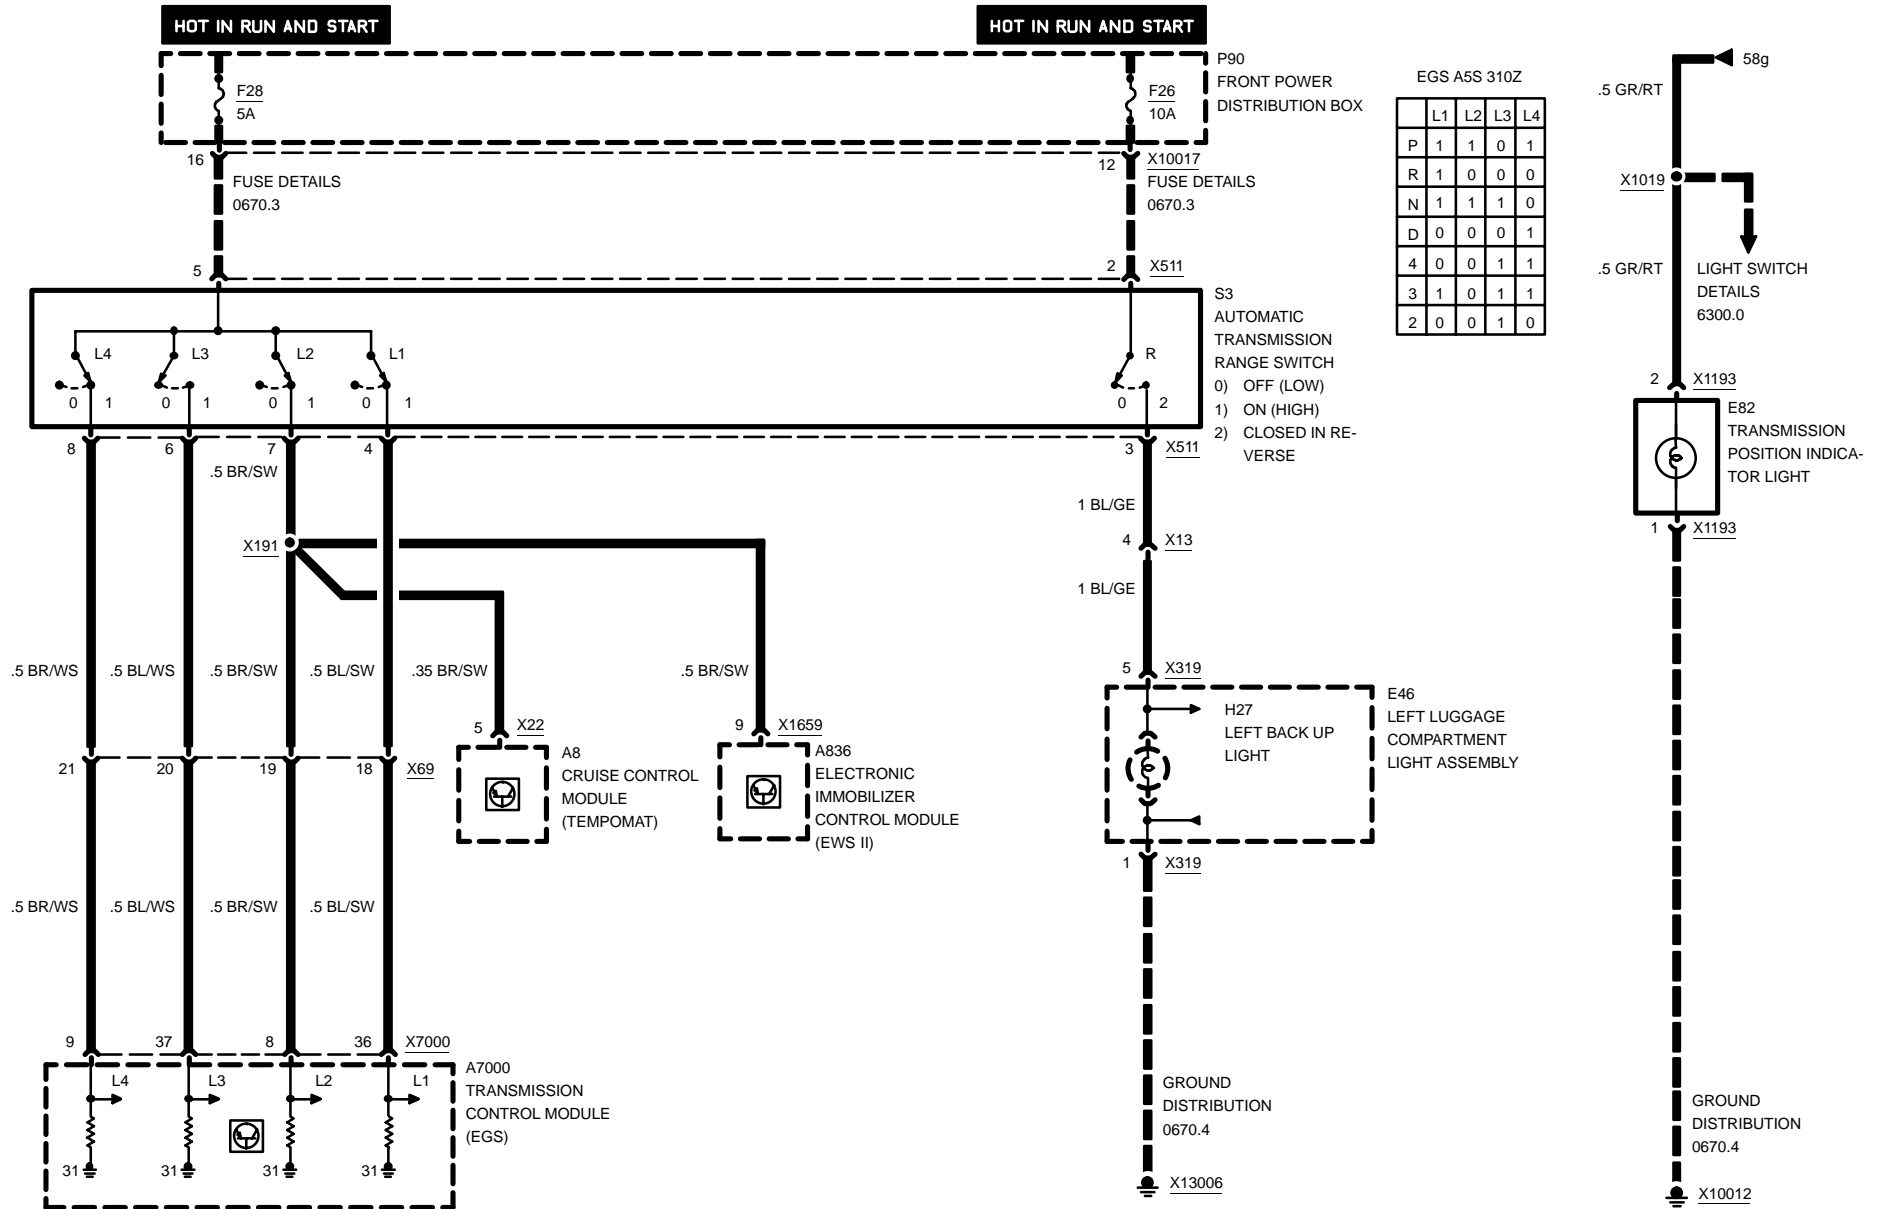 HOT IN RUN AND START
HOT IN RUN AND START
F28
5A
F26
10A
P90
FRONT POWER
DISTRIBUTION BOX
16
FUSE DETAILS
0670.3
12
X10017
FUSE DETAILS
0670.3
5
2
X511
EGS A5S 310Z
L1 L2 L3 L4
P 1 1 0 1
R 1 0 0 0
N 1 1 1 0
D 0 0 0 1
4 0 0 1 1
3 1 0 1 1
2 0 0 1 0
58g
.5 GR/RT
X1019
.5 GR/RT
LIGHT SWITCH
DETAILS
6300.0
S3
AUTOMATIC
TRANSMISSION
RANGE SWITCH
0) OFF (LOW)
1) ON (HIGH)
2) CLOSED IN RE-
VERSE
L4 L3 L2 L1 R
0 1 0 1 0 1 0 1 0 2
8 6 7 4 3 X511
.5 BR/SW
2 X1193
E82
TRANSMISSION
POSITION INDICA-
TOR LIGHT
1 X1193
1 BL/GE
X191
4 X13
1 BL/GE
.5 BR/WS .5 BL/WS .5 BR/SW .5 BL/SW .35 BR/SW .5 BR/SW
5 X319
5 X22
9 X1659
21 20 19 18 X69
A8
CRUISE CONTROL
MODULE
(TEMPOMAT)
A836
ELECTRONIC
IMMOBILIZER
CONTROL MODULE
(EWS II)
H27
LEFT BACK UP
LIGHT
E46
LEFT LUGGAGE
COMPARTMENT
LIGHT ASSEMBLY
1 X319
.5 BR/WS .5 BL/WS .5 BR/SW .5 BL/SW
9 37 8 36 X7000
L4 L3 L2 L1
31 31 31 31
A7000
TRANSMISSION
CONTROL MODULE
(EGS)
GROUND
DISTRIBUTION
0670.4
X13006
GROUND
DISTRIBUTION
0670.4
X10012